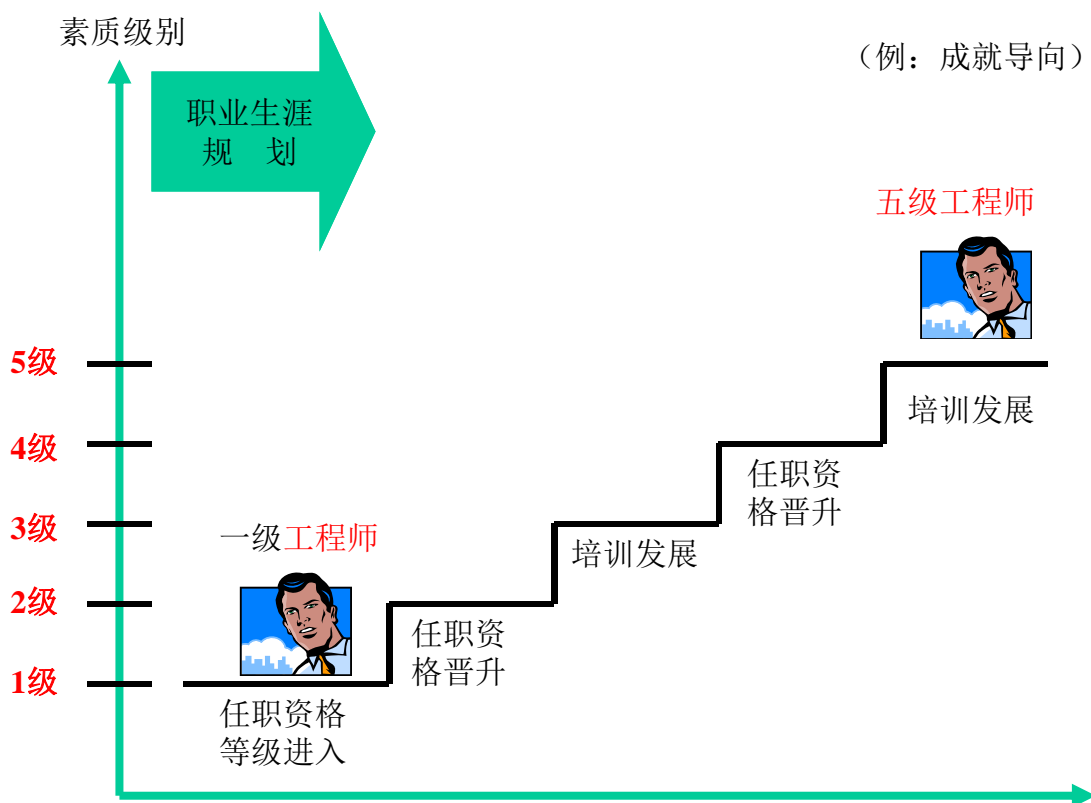 素质级别
（例：成就导向）
职业生涯
规 划
五级工程师
5级
培训发展
4级
任职资
格晋升
3级
一级工程师
培训发展
2级
任职资
格晋升
1级
任职资格
等级进入